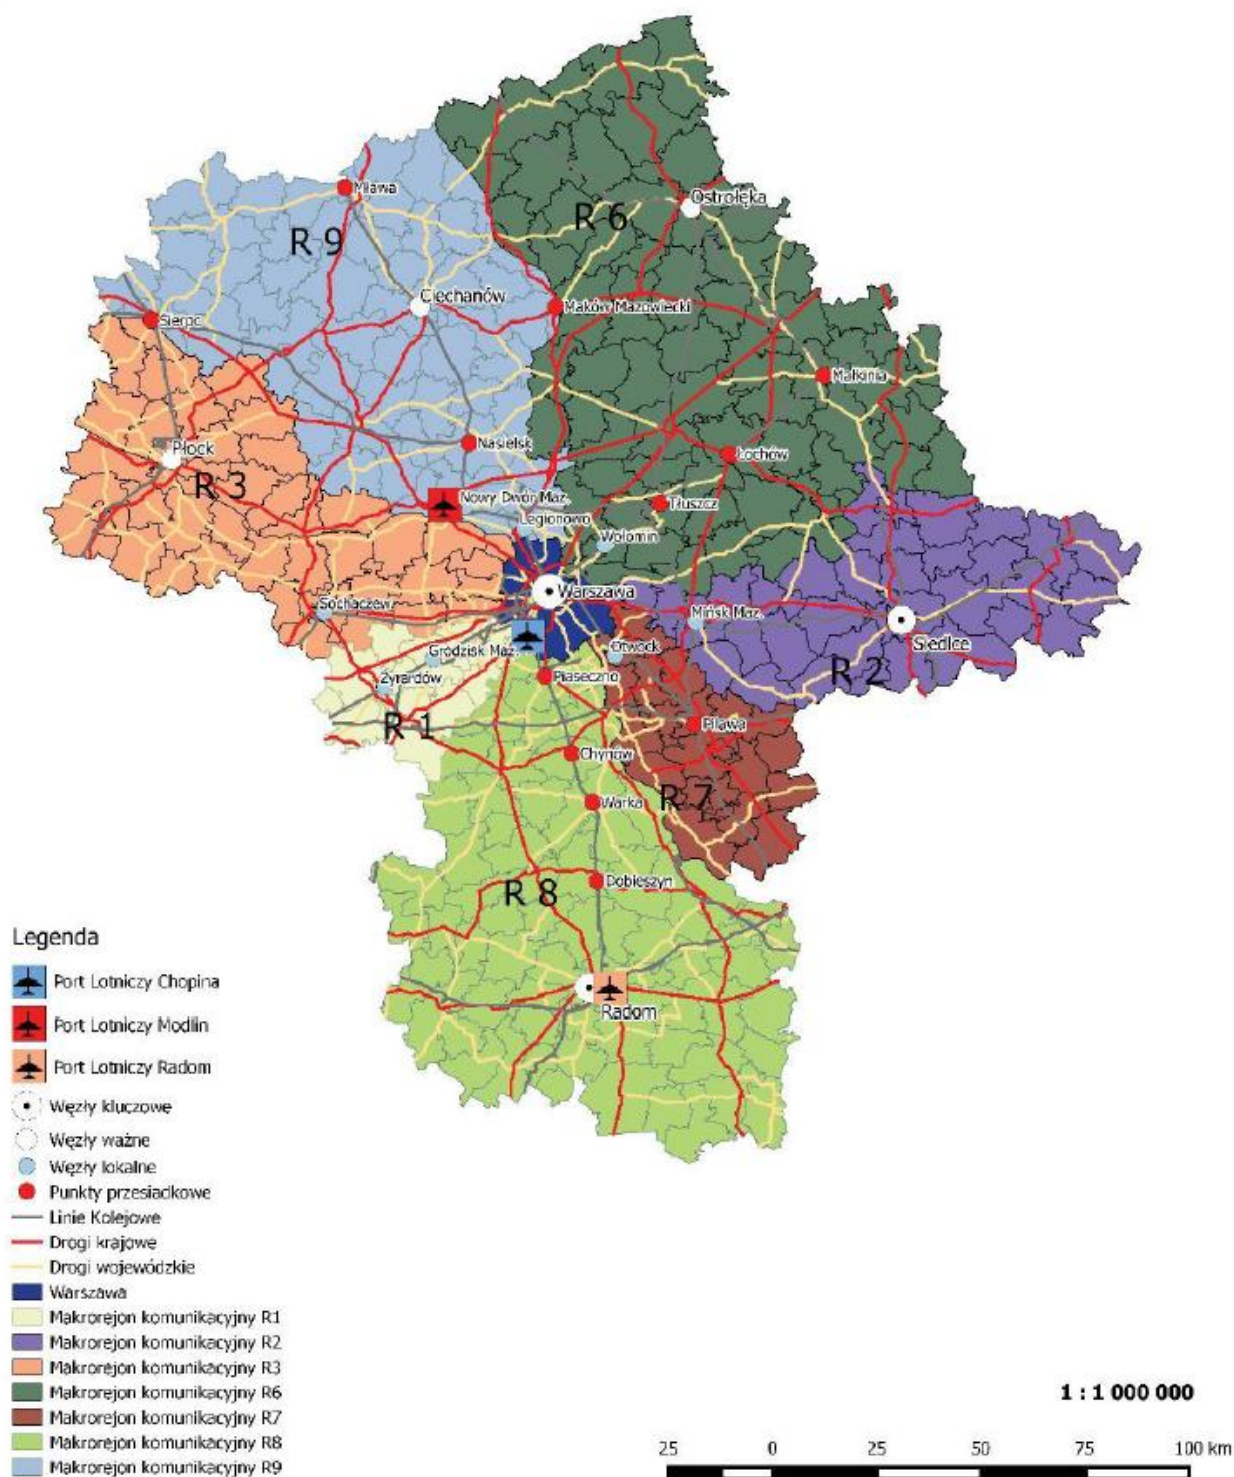 Mława
Ostrołęka
R 6
R 9
Ciechanów
Maków Mazowiecki
Sierpc
Małkinia
Płock
Nasielsk
Łochów
R 3
Nowy Dwór Maz.
Tłuszcz
Legionowo
Wołomin
Warszawa
Sochaczew
Mińsk Maz.
Siedlce
Grodzisk Maz.
Otwock
R 2
Żyrardów
Piaseczno
R 1
Pilawa
Chynów
R 7
Warka
Dobieszyn
R 8
Radom
Legenda
Port Lotniczy Chopina
Port Lotniczy Modlin
Port Lotniczy Radom
Węzły kluczowe
Węzły ważne
Węzły lokalne
Punkty przesiadkowe
Linie Kolejowe
Drogi krajowe
Drogi wojewódzkie
Warszawa
Makrorejon komunikacyjny R1
Makrorejon komunikacyjny R2
Makrorejon komunikacyjny R3
Makrorejon komunikacyjny R6
Makrorejon komunikacyjny R7
Makrorejon komunikacyjny R8
Makrorejon komunikacyjny R9
1 : 1 000 000
25 0 25 50 75 100 km